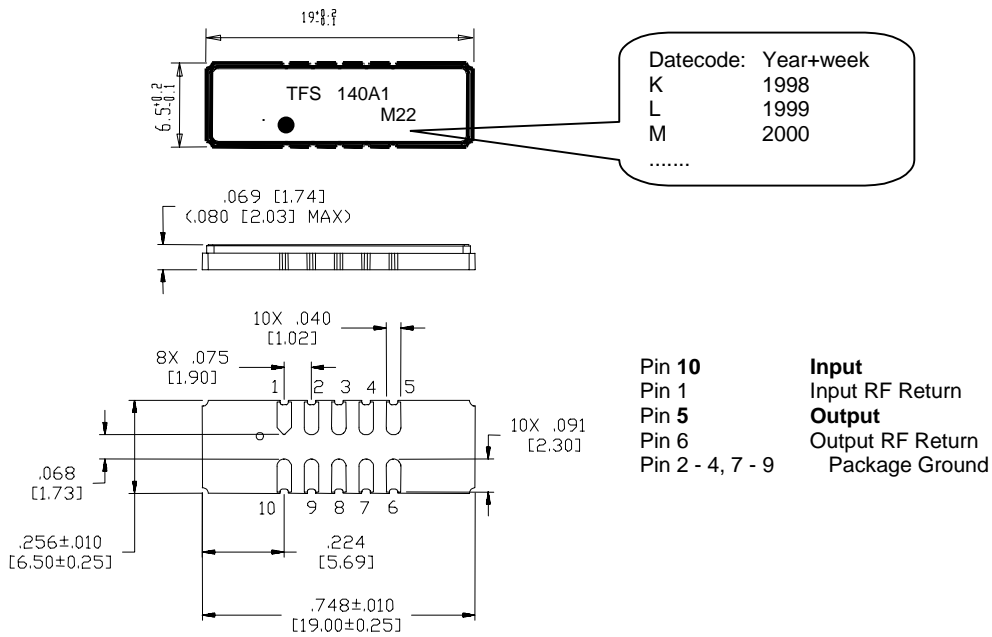 19+0.2 -0.1
6.5+0.2 -0.1
TFS 140A1
M22
Datecode: Year+week
K 1998
L 1999
M 2000
.......
.069 [1.74]
(.080 [2.03] MAX)
10X .040
[1.02]
8X .075
[1.90]
1 2 3 4 5
10X .091
[2.30]
.068
[1.73]
10 9 8 7 6
.256±.010
[6.50±0.25]
.224
[5.69]
.748±.010
[19.00±0.25]
Pin 10 Input
Pin 1 Input RF Return
Pin 5 Output
Pin 6 Output RF Return
Pin 2 - 4, 7 - 9 Package Ground